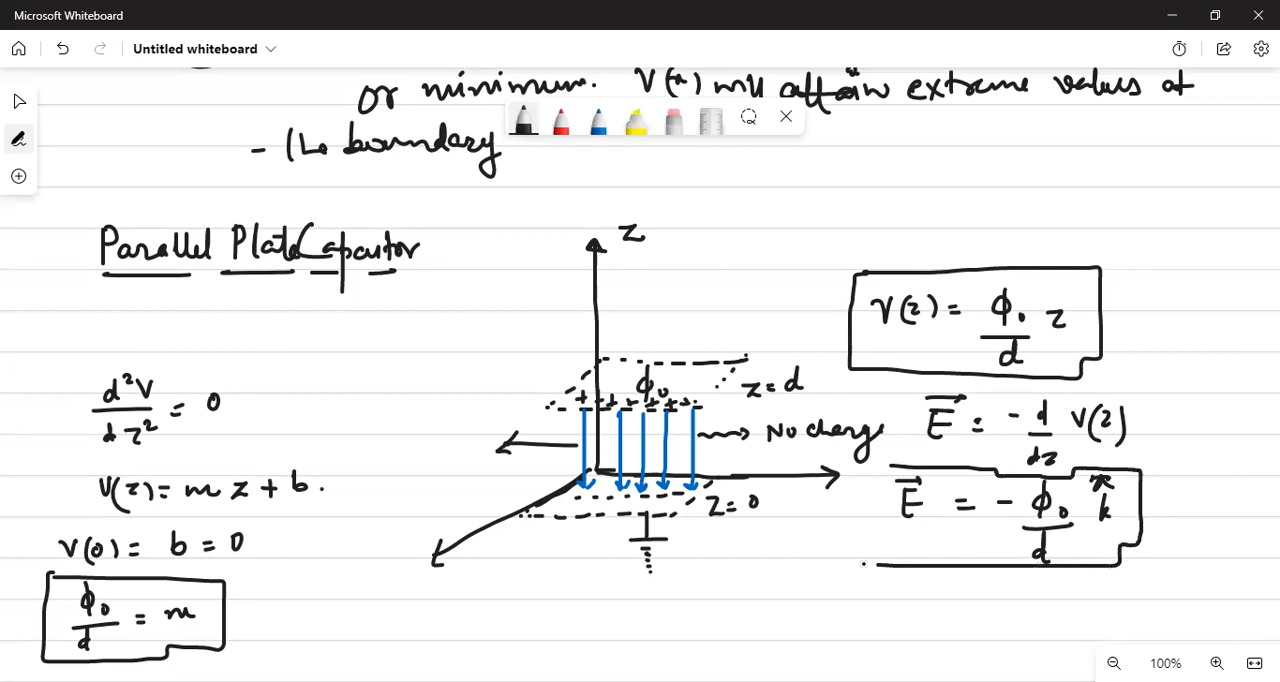 Microsoft Whiteboard
Untitled whiteboard
or minimum. V(x) will attain extreme values at
- the boundary
Parallel Plate Capacitor
z
V(z) = ϕ₀/d z
ϕ₀
z = d
+ + + + +
d²V/dz² = 0
→ No charge
E⃗ = - d/dz V(z)
V(z) = m z + b.
z = 0
E⃗ = - ϕ₀/d k̂
V(0) = b = 0
ϕ₀/d = m
100%